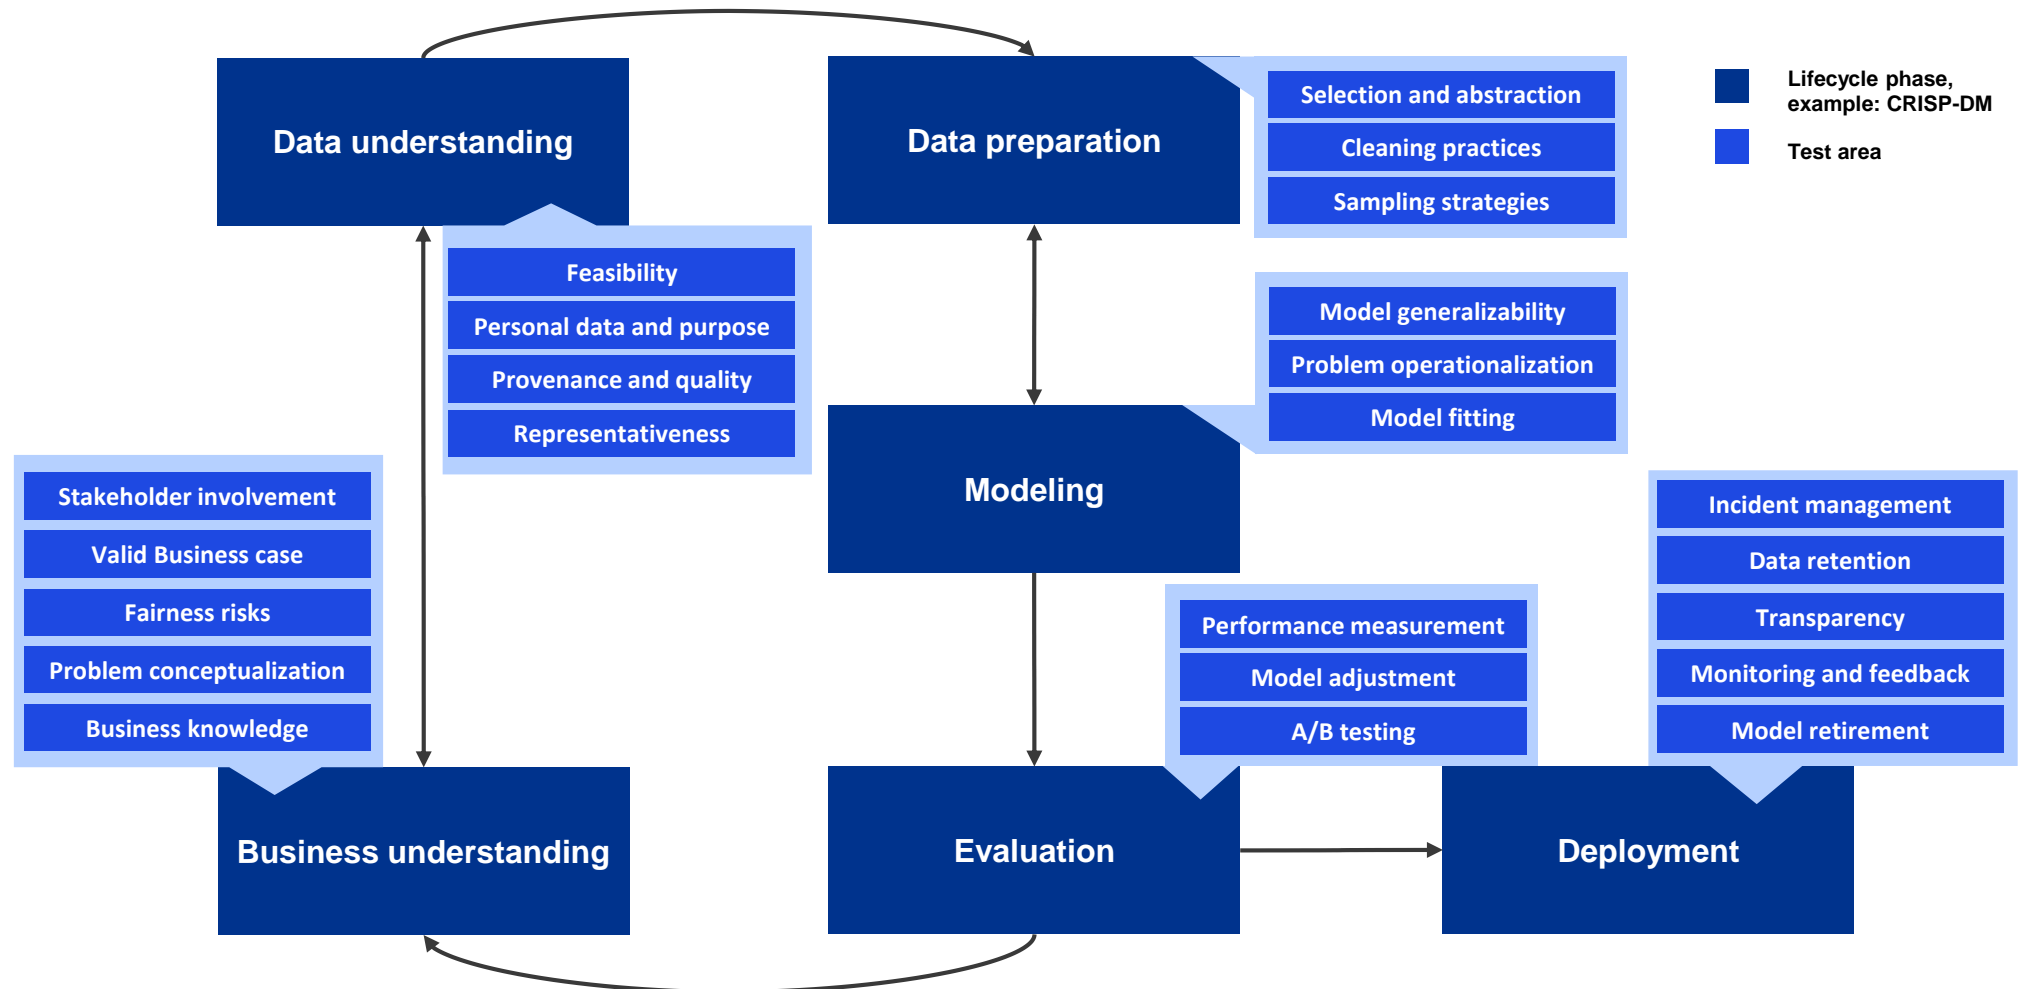 Data understanding
Feasibility
Personal data and purpose
Provenance and quality
Representativeness
Data preparation
Selection and abstraction
Cleaning practices
Sampling strategies
Lifecycle phase,
example: CRISP-DM
Test area
Model generalizability
Problem operationalization
Model fitting
Modeling
Stakeholder involvement
Valid Business case
Fairness risks
Problem conceptualization
Business knowledge
Business understanding
Performance measurement
Model adjustment
A/B testing
Evaluation
Incident management
Data retention
Transparency
Monitoring and feedback
Model retirement
Deployment